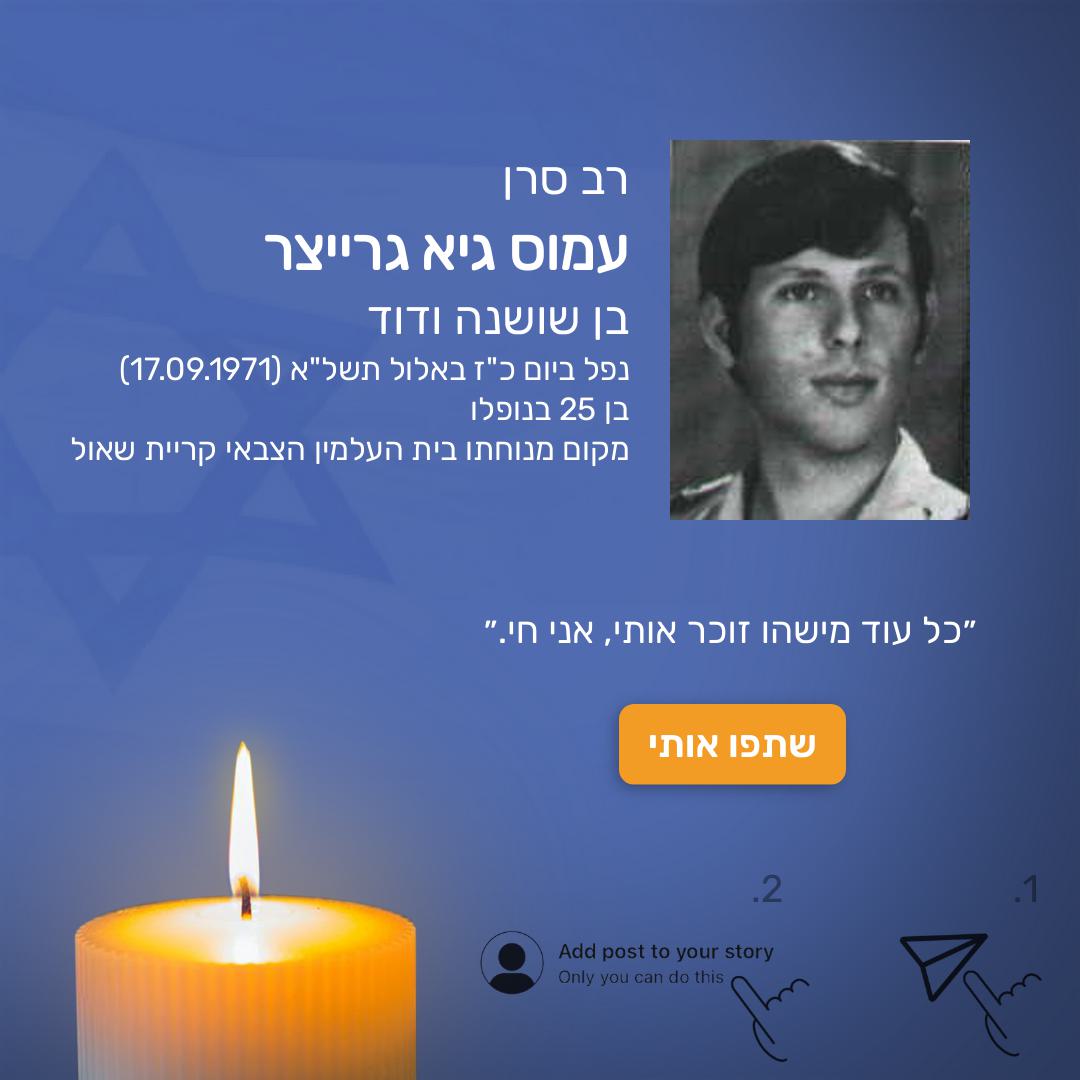 רב סרן
עמוס גיא גרייצר
בן שושנה ודוד
נפל ביום כ"ז באלול תשל"א (17.09.1971)
בן 25 בנופלו
מקום מנוחתו בית העלמין הצבאי קריית שאול
״כל עוד מישהו זוכר אותי, אני חי.״
שתפו אותי
1.
2.
Add post to your story
Only you can do this